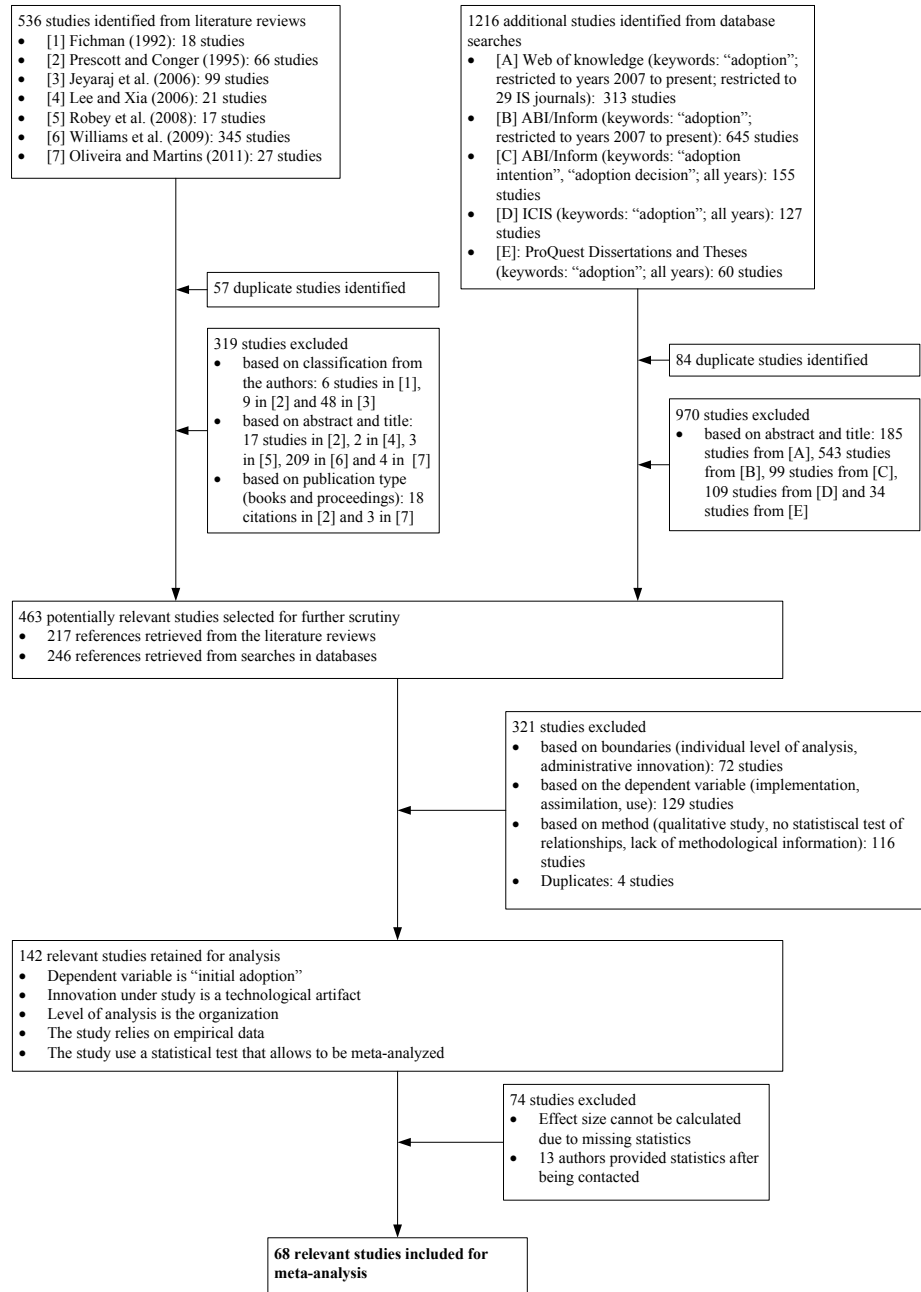 536 studies identified from literature reviews
• [1] Fichman (1992): 18 studies
• [2] Prescott and Conger (1995): 66 studies
• [3] Jeyaraj et al. (2006): 99 studies
• [4] Lee and Xia (2006): 21 studies
• [5] Robey et al. (2008): 17 studies
• [6] Williams et al. (2009): 345 studies
• [7] Oliveira and Martins (2011): 27 studies
1216 additional studies identified from database
searches
• [A] Web of knowledge (keywords: “adoption”;
restricted to years 2007 to present; restricted to
29 IS journals): 313 studies
• [B] ABI/Inform (keywords: “adoption”;
restricted to years 2007 to present): 645 studies
• [C] ABI/Inform (keywords: “adoption
intention”, “adoption decision”; all years): 155
studies
• [D] ICIS (keywords: “adoption”; all years): 127
studies
• [E]: ProQuest Dissertations and Theses
(keywords: “adoption”; all years): 60 studies
57 duplicate studies identified
319 studies excluded
• based on classification from
the authors: 6 studies in [1],
9 in [2] and 48 in [3]
• based on abstract and title:
17 studies in [2], 2 in [4], 3
in [5], 209 in [6] and 4 in [7]
• based on publication type
(books and proceedings): 18
citations in [2] and 3 in [7]
84 duplicate studies identified
970 studies excluded
• based on abstract and title: 185
studies from [A], 543 studies
from [B], 99 studies from [C],
109 studies from [D] and 34
studies from [E]
463 potentially relevant studies selected for further scrutiny
• 217 references retrieved from the literature reviews
• 246 references retrieved from searches in databases
321 studies excluded
• based on boundaries (individual level of analysis,
administrative innovation): 72 studies
• based on the dependent variable (implementation,
assimilation, use): 129 studies
• based on method (qualitative study, no statistiscal test of
relationships, lack of methodological information): 116
studies
• Duplicates: 4 studies
142 relevant studies retained for analysis
• Dependent variable is “initial adoption”
• Innovation under study is a technological artifact
• Level of analysis is the organization
• The study relies on empirical data
• The study use a statistical test that allows to be meta-analyzed
74 studies excluded
• Effect size cannot be calculated
due to missing statistics
• 13 authors provided statistics after
being contacted
68 relevant studies included for
meta-analysis